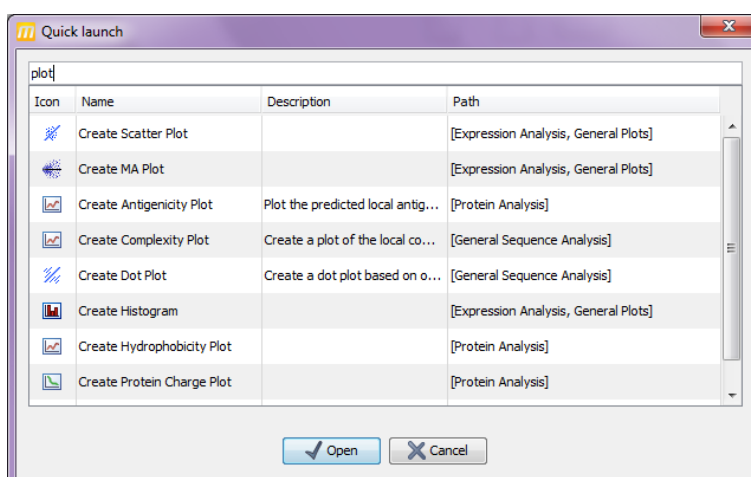 Quick launch
plot
Icon Name Description Path
Create Scatter Plot [Expression Analysis, General Plots]
Create MA Plot [Expression Analysis, General Plots]
Create Antigenicity Plot Plot the predicted local antig... [Protein Analysis]
Create Complexity Plot Create a plot of the local co... [General Sequence Analysis]
Create Dot Plot Create a dot plot based on o... [General Sequence Analysis]
Create Histogram [Expression Analysis, General Plots]
Create Hydrophobicity Plot [Protein Analysis]
Create Protein Charge Plot [Protein Analysis]
Open Cancel